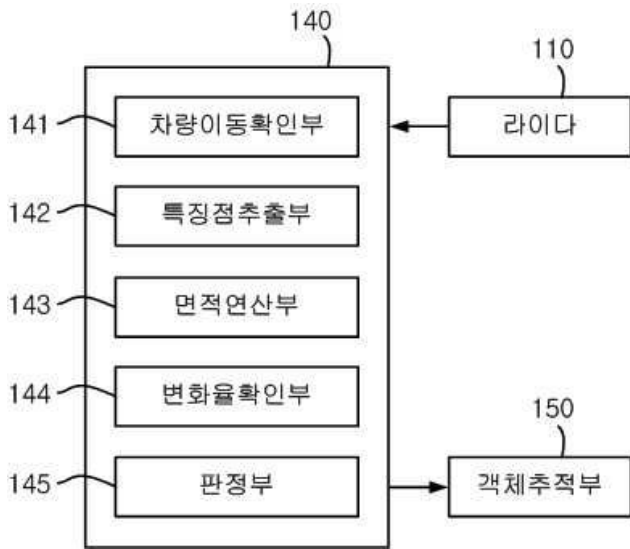 140
110
141
차량이동확인부
라이다
142
특징점추출부
143
면적연산부
144
변화율확인부
150
145
판정부
객체추적부